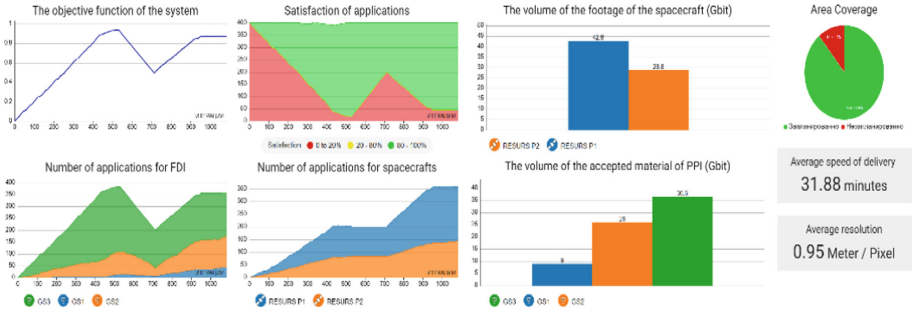 The objective function of the system
1
0.8
0.6
0.4
0.2
0
0 100 200 300 400 500 600 700 800 900 1000
Satisfaction of applications
400
350
300
250
200
150
100
50
0 100 200 300 400 500 600 700 800 900 1000
Satisfaction 0 to 20% 20 - 80% 80 - 100%
The volume of the footage of the spacecraft (Gbit)
50
45
40
35
30
25
20
15
10
5
0
42.8
28.8
RESURS P2 RESURS P1
Area Coverage
Запланированно Незапланированно
Number of applications for FDI
400
350
300
250
200
150
100
50
0
0 100 200 300 400 500 600 700 800 900 1000
GS3 GS1 GS2
Number of applications for spacecrafts
350
300
250
200
150
100
50
0
0 100 200 300 400 500 600 700 800 900 1000
RESURS P1 RESURS P2
The volume of the accepted material of PPI (Gbit)
40
35
30
25
20
15
10
5
0
9
26
36.5
GS3 GS1 GS2
Average speed of delivery
31.88 minutes
Average resolution
0.95 Meter / Pixel